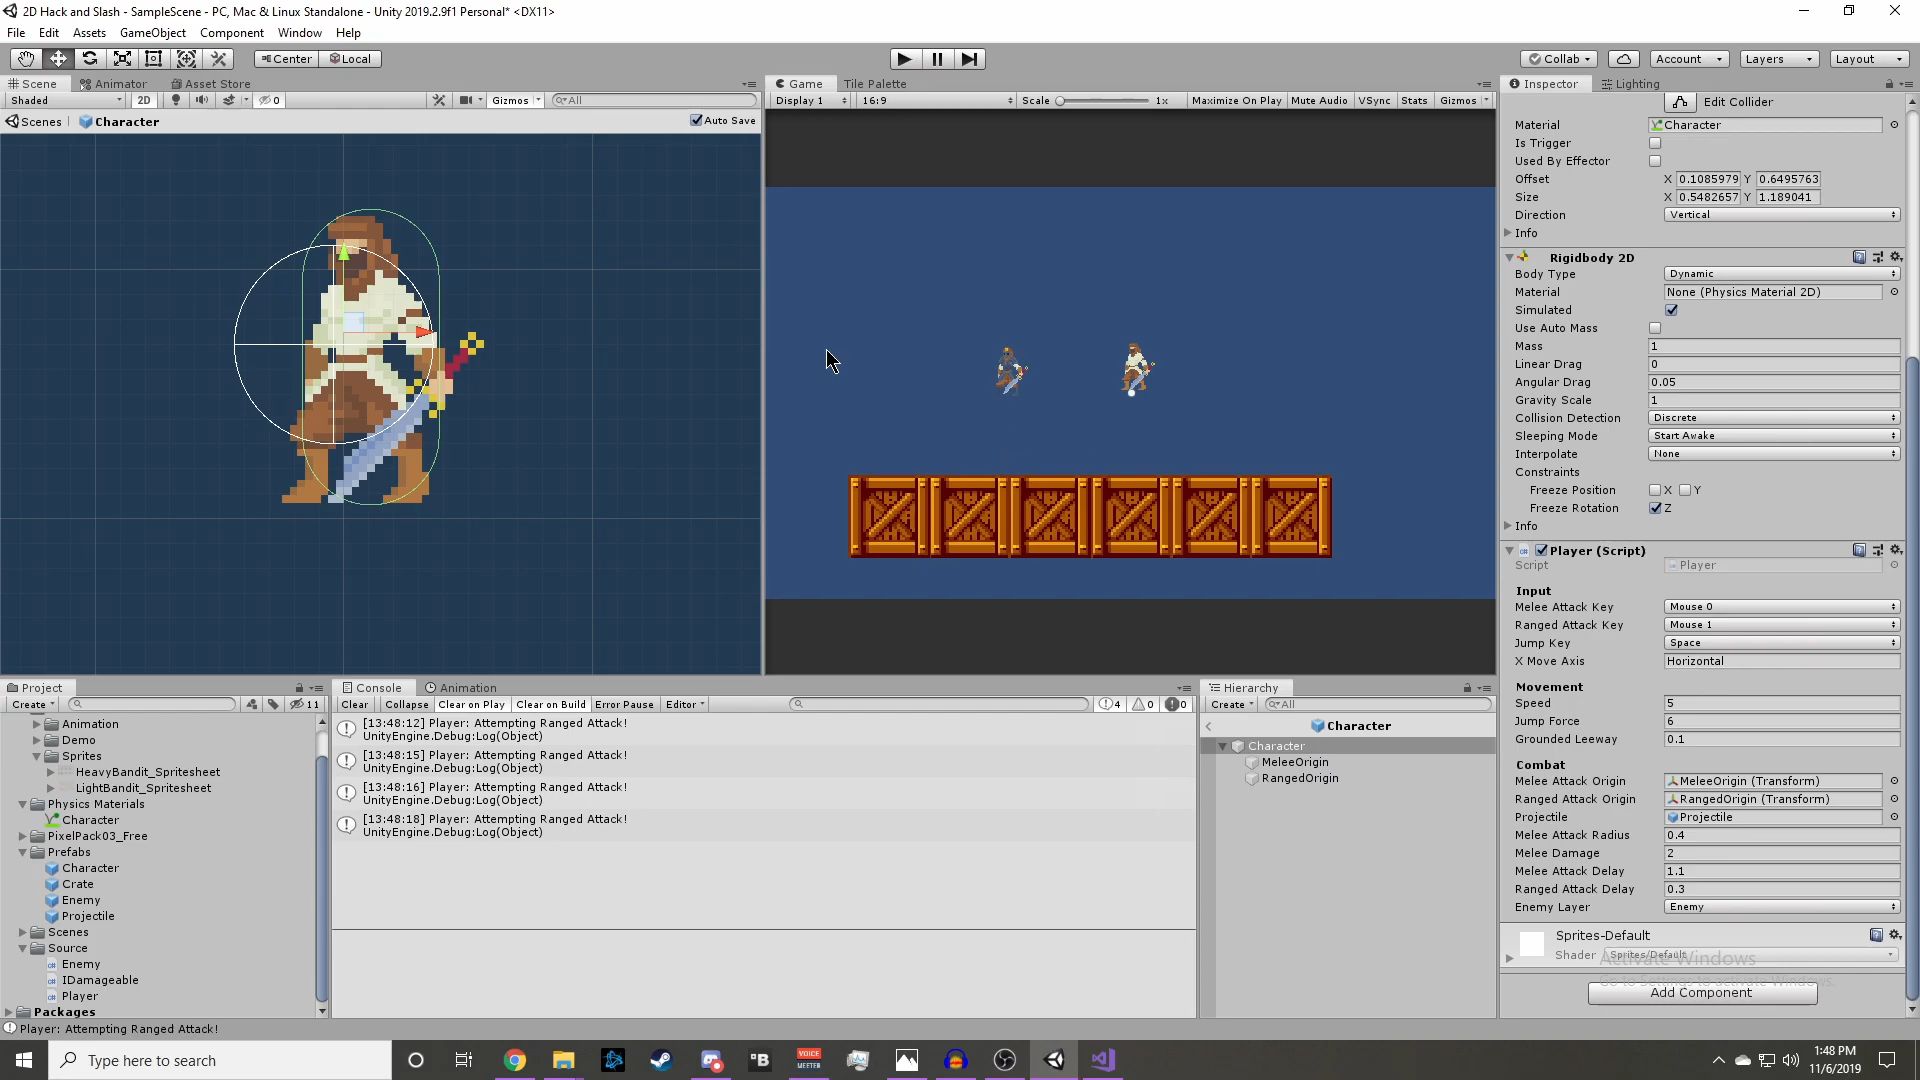 2D Hack and Slash - SampleScene - PC, Mac & Linux Standalone - Unity 2019.2.9f1 Personal* <DX11>
File Edit Assets GameObject Component Window Help
Center Local Collab Account Layers Layout
Scene Animator Asset Store Game Tile Palette Inspector Lighting
Shaded 2D 0 Gizmos All Display 1 16:9 Scale 1x Maximize On Play Mute Audio VSync Stats Gizmos
Scenes Character Auto Save
Edit Collider
Material Character
Is Trigger
Used By Effector
Offset X 0.1085979 Y 0.6495763
Size X 0.5482657 Y 1.189041
Direction Vertical
Info
Rigidbody 2D
Body Type Dynamic
Material None (Physics Material 2D)
Simulated
Use Auto Mass
Mass 1
Linear Drag 0
Angular Drag 0.05
Gravity Scale 1
Collision Detection Discrete
Sleeping Mode Start Awake
Interpolate None
Constraints
Freeze Position X Y
Freeze Rotation Z
Info
Player (Script)
Script Player
Input
Melee Attack Key Mouse 0
Ranged Attack Key Mouse 1
Jump Key Space
X Move Axis Horizontal
Movement
Speed 5
Jump Force 6
Grounded Leeway 0.1
Combat
Melee Attack Origin MeleeOrigin (Transform)
Ranged Attack Origin RangedOrigin (Transform)
Projectile Projectile
Melee Attack Radius 0.4
Melee Damage 2
Melee Attack Delay 1.1
Ranged Attack Delay 0.3
Enemy Layer Enemy
Sprites-Default
Shader Sprites/Default
Activate Windows
Go to Settings to activate Windows.
Add Component
Project
Create 11
Animation
Demo
Sprites
HeavyBandit_Spritesheet
LightBandit_Spritesheet
Physics Materials
Character
PixelPack03_Free
Prefabs
Character
Crate
Enemy
Projectile
Scenes
Source
Enemy
IDamageable
Player
Packages
Console Animation
Clear Collapse Clear on Play Clear on Build Error Pause Editor 4 0 0
[13:48:12] Player: Attempting Ranged Attack!
UnityEngine.Debug:Log(Object)
[13:48:15] Player: Attempting Ranged Attack!
UnityEngine.Debug:Log(Object)
[13:48:16] Player: Attempting Ranged Attack!
UnityEngine.Debug:Log(Object)
[13:48:18] Player: Attempting Ranged Attack!
UnityEngine.Debug:Log(Object)
Hierarchy
Create All
Character
Character
MeleeOrigin
RangedOrigin
Player: Attempting Ranged Attack!
Type here to search
B
VOICE
MEETER
1:48 PM
11/6/2019